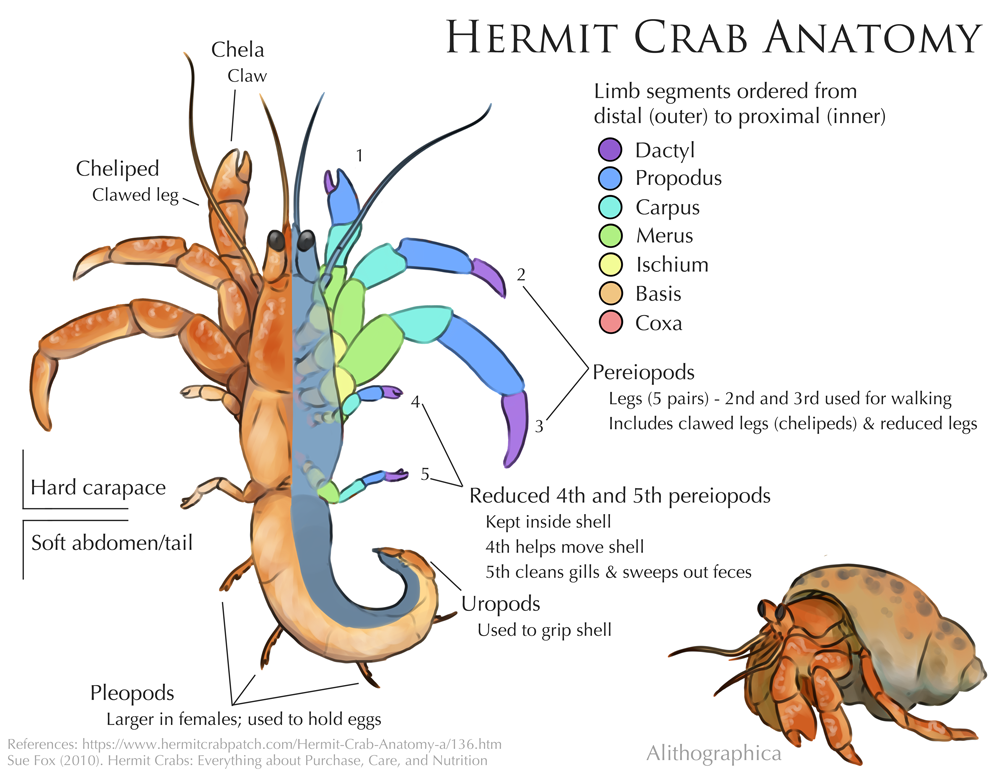 HERMIT CRAB ANATOMY
Chela
Claw
Cheliped
Clawed leg
1
Limb segments ordered from
distal (outer) to proximal (inner)
Dactyl
Propodus
Carpus
Merus
Ischium
Basis
Coxa
2
Pereiopods
Legs (5 pairs) - 2nd and 3rd used for walking
Includes clawed legs (chelipeds) & reduced legs
3
4
5
Hard carapace
Soft abdomen/tail
Reduced 4th and 5th pereiopods
Kept inside shell
4th helps move shell
5th cleans gills & sweeps out feces
Uropods
Used to grip shell
Pleopods
Larger in females; used to hold eggs
References: https://www.hermitcrabpatch.com/Hermit-Crab-Anatomy-a/136.htm
Sue Fox (2010). Hermit Crabs: Everything about Purchase, Care, and Nutrition
Alithographica